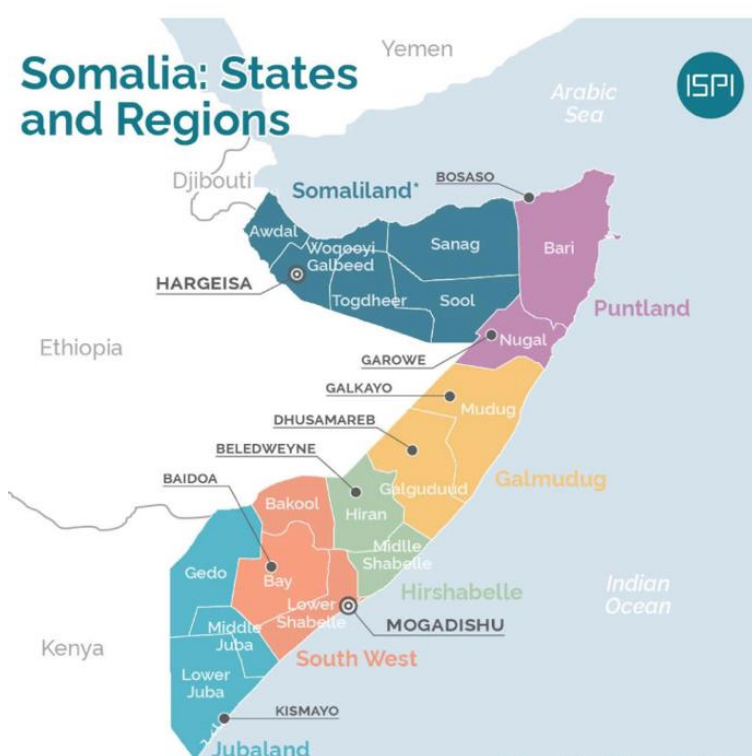 Somalia: States
and Regions
Yemen
ISPI
Arabic
Sea
Djibouti
Somaliland*
BOSASO
Awdal
Woqooyi
Galbeed
Sanag
Bari
HARGEISA
Togdheer
Sool
Puntland
Ethiopia
Nugal
GAROWE
GALKAYO
Mudug
DHUSAMAREB
BELEDWEYNE
Galguduud
Galmudug
BAIDOA
Bakool
Hiran
Midlle
Shabelle
Gedo
Bay
Hirshabelle
Indian
Ocean
Lower
Shabelle
MOGADISHU
Middle
Juba
Kenya
South West
Lower
Juba
KISMAYO
Jubaland